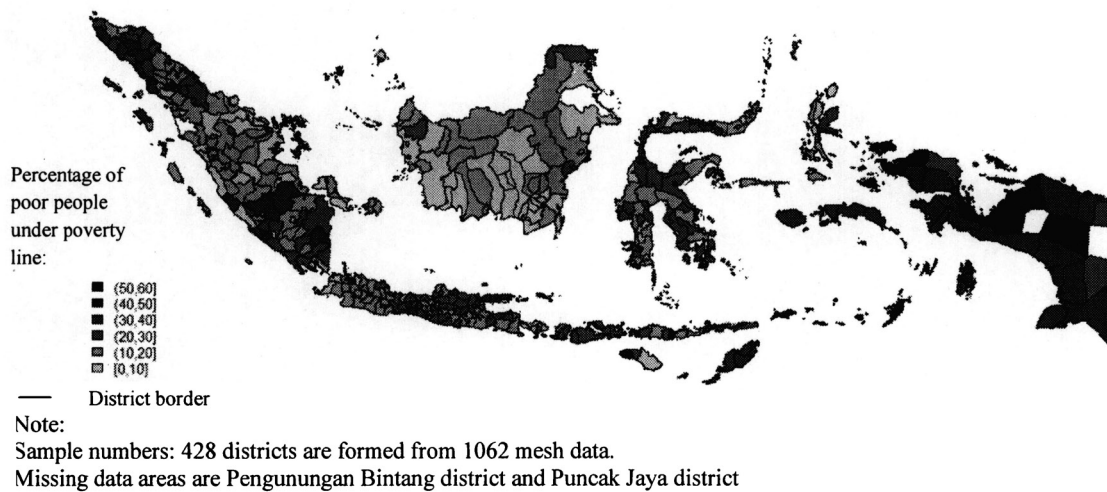 Percentage of
poor people
under poverty
line:
(50,60]
(40,50]
(30,40]
(20,30]
(10,20]
[0,10]
District border
Note:
Sample numbers: 428 districts are formed from 1062 mesh data.
Missing data areas are Pengunungan Bintang district and Puncak Jaya district